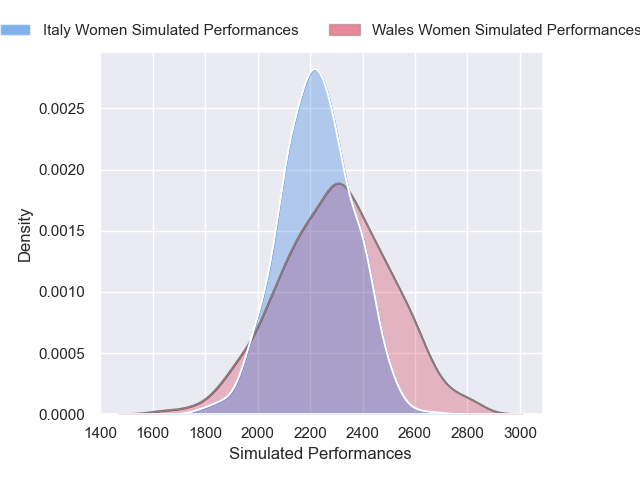 Italy Women Simulated Performances
Wales Women Simulated Performances
0.0025
0.0020
0.0015
0.0010
0.0005
0.0000
Density
1400 1600 1800 2000 2200 2400 2600 2800 3000
Simulated Performances